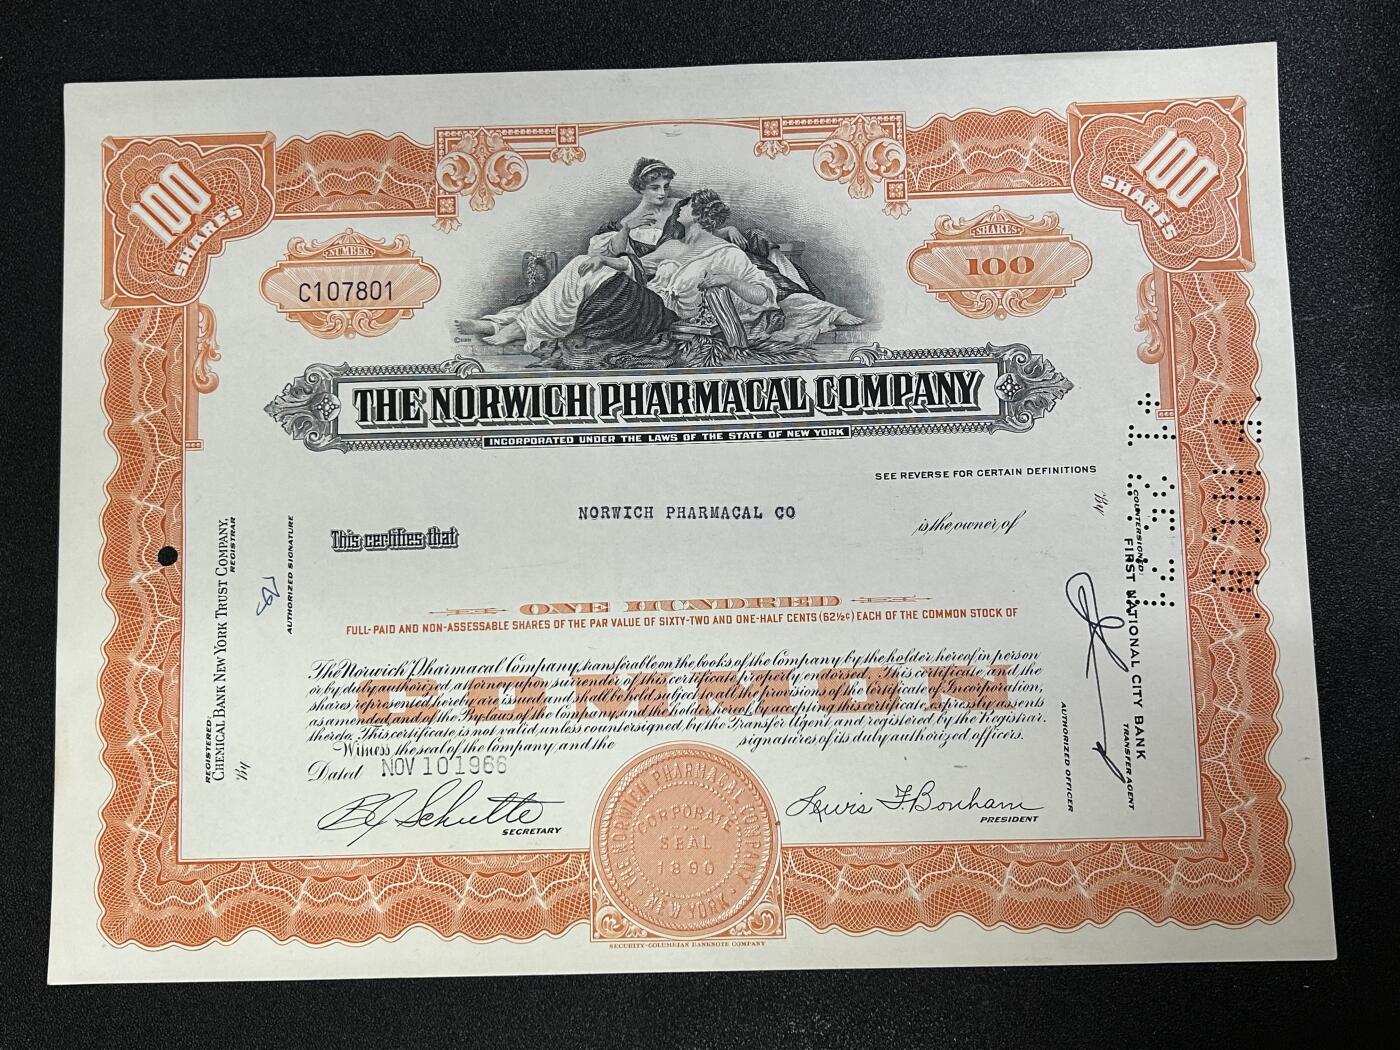 100 SHARES
100 SHARES
NUMBER
C107801
SHARES
100
THE NORWICH PHARMACAL COMPANY
INCORPORATED UNDER THE LAWS OF THE STATE OF NEW YORK
SEE REVERSE FOR CERTAIN DEFINITIONS
NORWICH PHARMACAL CO
This certifies that
is the owner of
ONE HUNDRED
FULL-PAID AND NON-ASSESSABLE SHARES OF THE PAR VALUE OF SIXTY-TWO AND ONE-HALF CENTS (62½¢) EACH OF THE COMMON STOCK OF
COMMON
The Norwich Pharmacal Company, transferable on the books of the Company by the holder hereof in person
or by duly authorized attorney upon surrender of this certificate properly endorsed. This certificate and the
shares represented hereby are issued and shall be held subject to all the provisions of the Certificate of Incorporation,
as amended, and of the Bylaws of the Company, and the holder hereof, by accepting this certificate, expressly assents
thereto. This certificate is not valid unless countersigned by the Transfer Agent and registered by the Registrar.
Witness the seal of the Company and the signatures of its duly authorized officers.
Dated NOV 10 1966
Schutte
SECRETARY
Lewis F Bonham
PRESIDENT
THE NORWICH PHARMACAL COMPANY
CORPORATE
SEAL
1890
NEW YORK
SECURITY-COLUMBIAN BANKNOTE COMPANY
REGISTERED:
CHEMICAL BANK NEW YORK TRUST COMPANY,
REGISTRAR
By
AUTHORIZED SIGNATURE
COUNTERSIGNED:
FIRST NATIONAL CITY BANK
TRANSFER AGENT
By
AUTHORIZED OFFICER